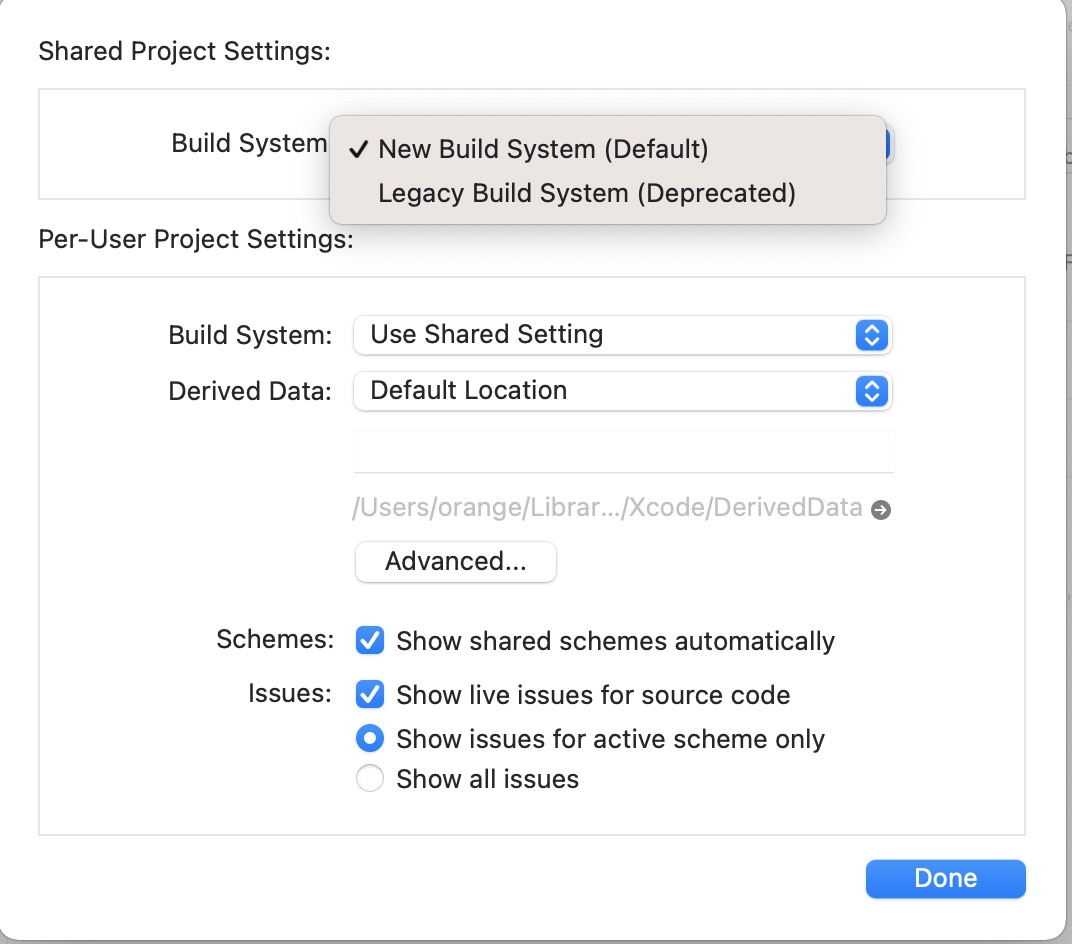 Shared Project Settings:
Build System
✓ New Build System (Default)
Legacy Build System (Deprecated)
Per-User Project Settings:
Build System: Use Shared Setting
Derived Data: Default Location
/Users/orange/Librar.../Xcode/DerivedData
Advanced...
Schemes: Show shared schemes automatically
Issues: Show live issues for source code
Show issues for active scheme only
Show all issues
Done